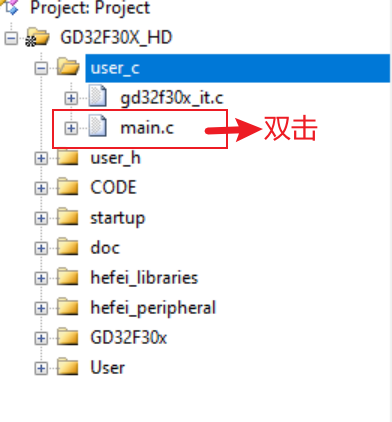 Project: Project
GD32F30X_HD
user_c
gd32f30x_it.c
main.c
双击
user_h
CODE
startup
doc
hefei_libraries
hefei_peripheral
GD32F30x
User